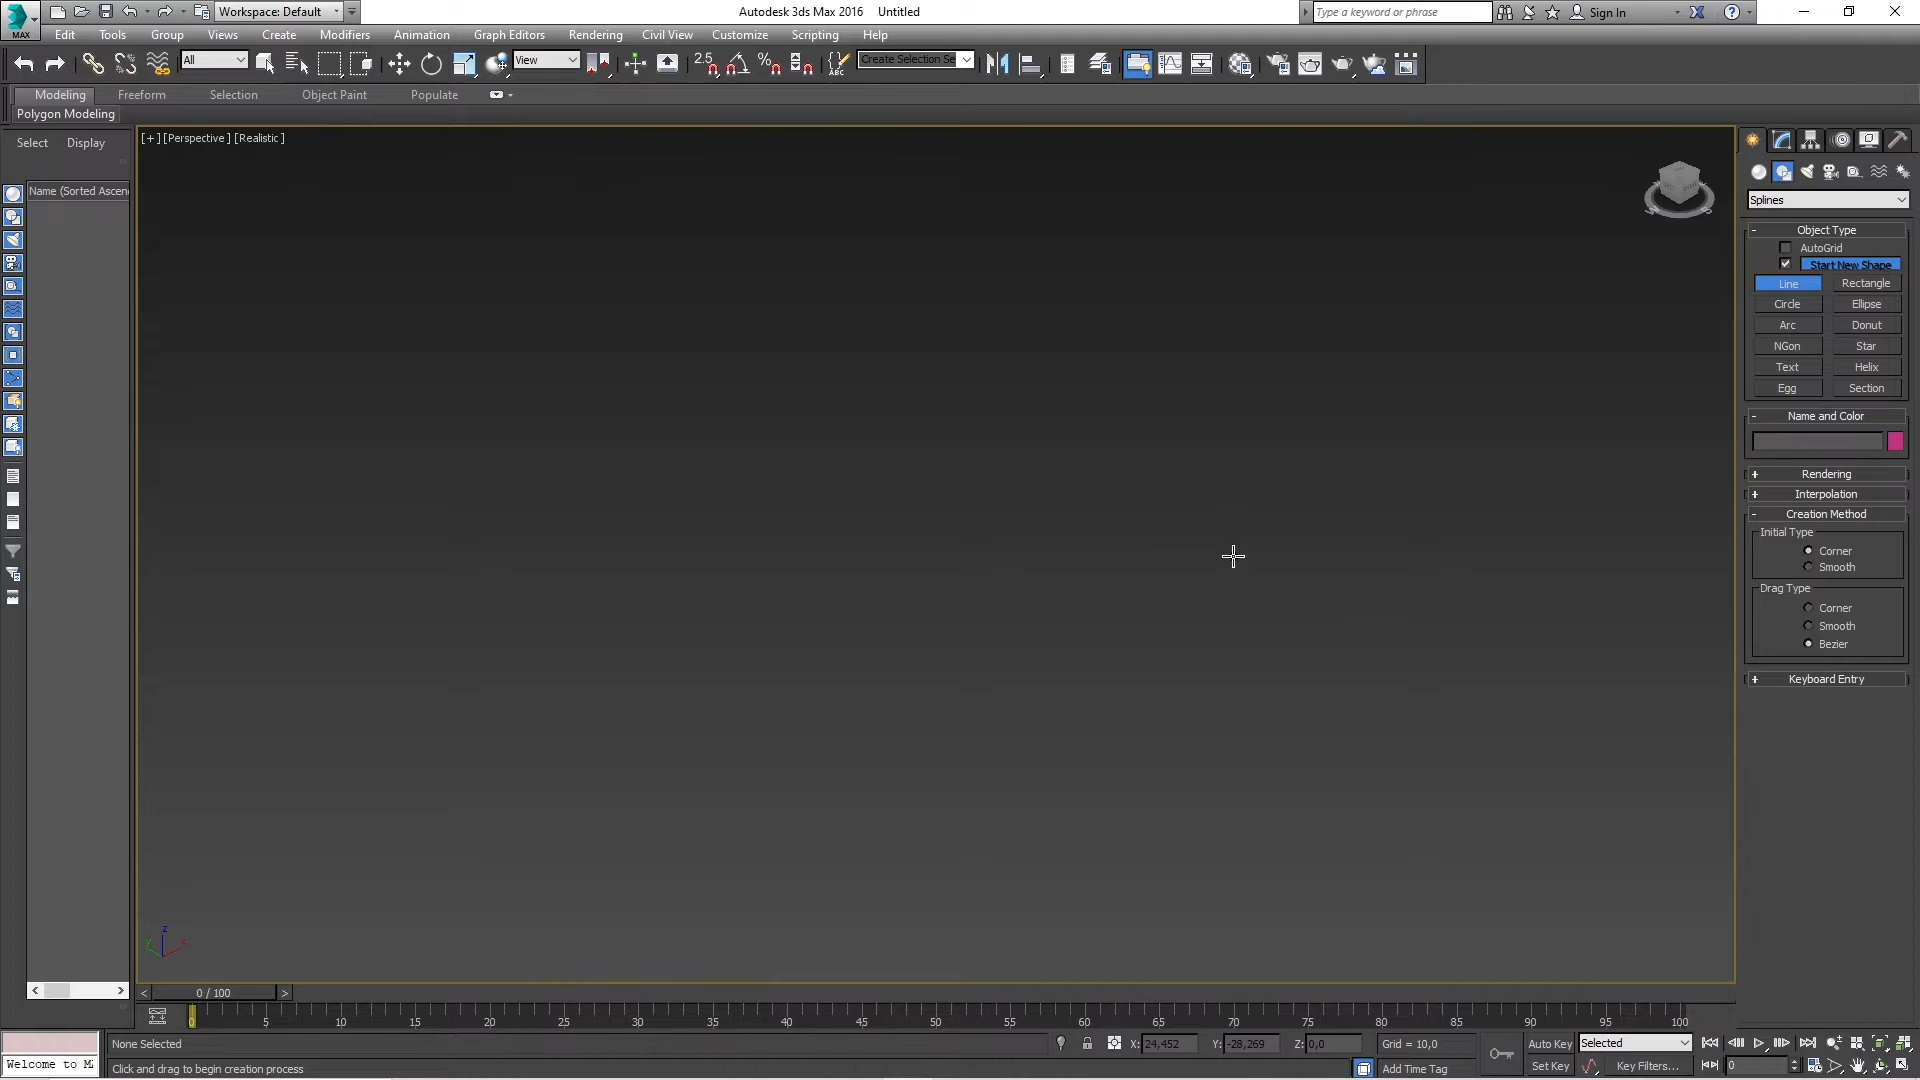 Workspace: Default
Autodesk 3ds Max 2016 Untitled
Type a keyword or phrase
Sign In
MAX
Edit Tools Group Views Create Modifiers Animation Graph Editors Rendering Civil View Customize Scripting Help
All
View
2.5
%
ABC
Create Selection Se
Modeling Freeform Selection Object Paint Populate
Polygon Modeling
Select Display
[+] [Perspective ] [Realistic ]
Name (Sorted Ascen
Splines
- Object Type
AutoGrid
Start New Shape
Line Rectangle
Circle Ellipse
Arc Donut
NGon Star
Text Helix
Egg Section
- Name and Color
+ Rendering
+ Interpolation
- Creation Method
Initial Type
Corner
Smooth
Drag Type
Corner
Smooth
Bezier
+ Keyboard Entry
z
y x
< >
< 0 / 100 >
0 5 10 15 20 25 30 35 40 45 50 55 60 65 70 75 80 85 90 95 100
None Selected
X: 24,452 Y: -28,269 Z: 0,0 Grid = 10,0
Auto Key Selected
Welcome to M
Click and drag to begin creation process
Add Time Tag
Set Key Key Filters... 0